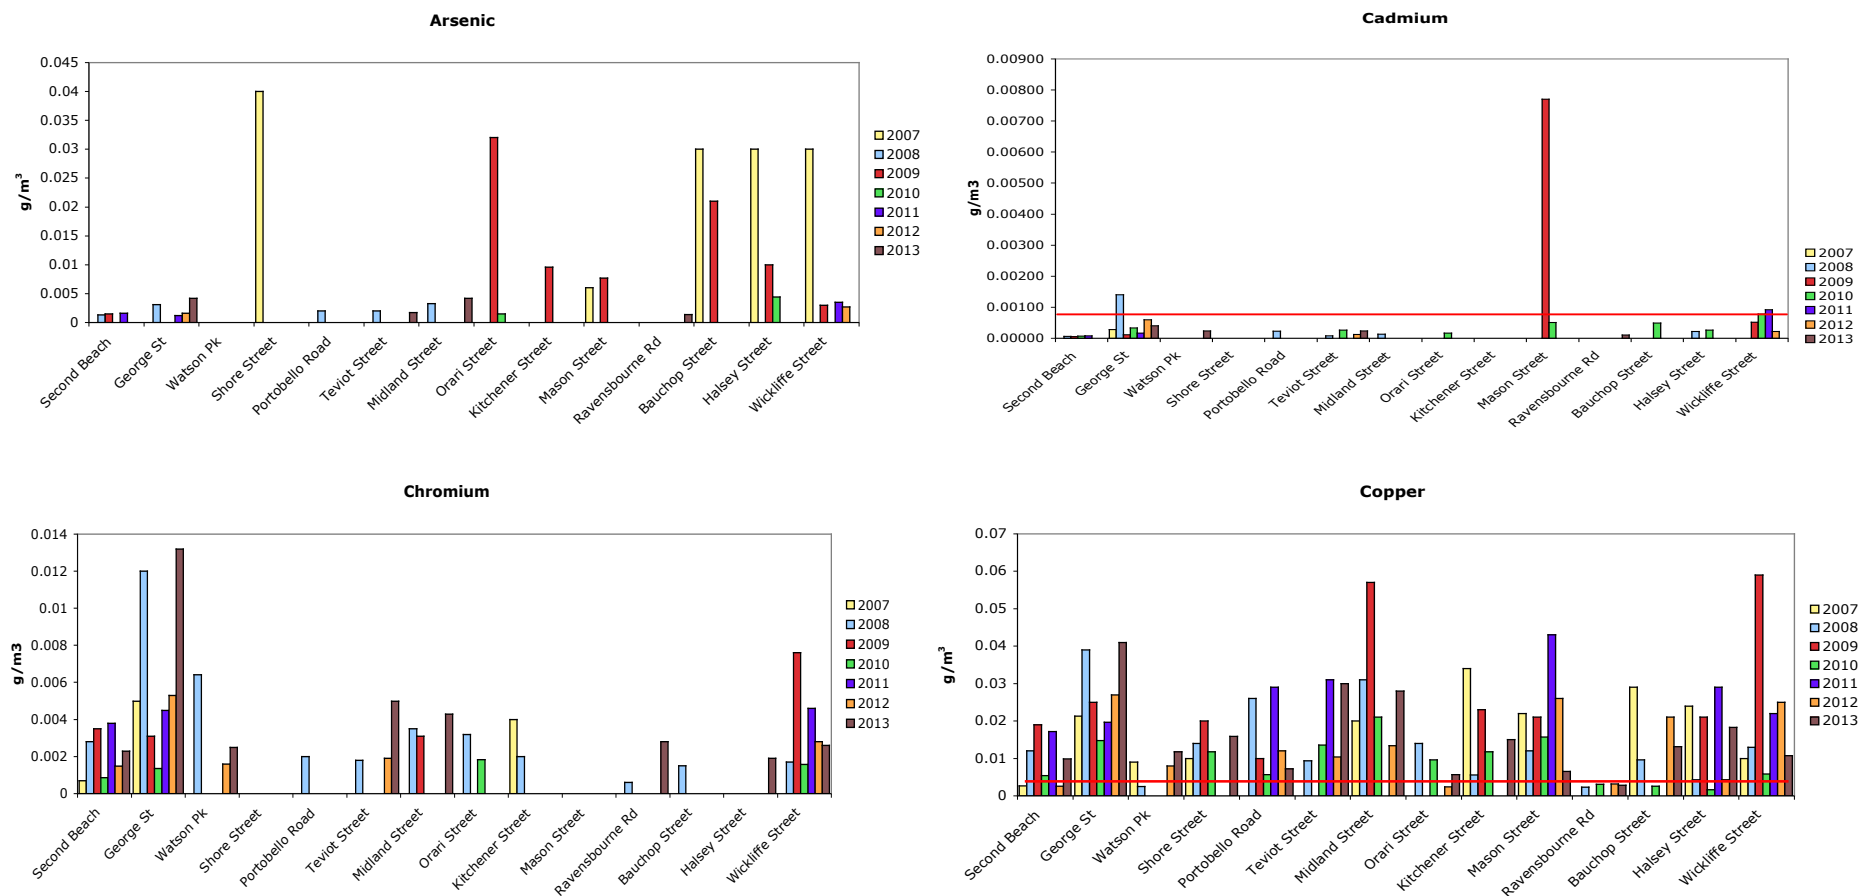 Arsenic
0.045
0.04
0.035
0.03
0.025
0.02
0.015
0.01
0.005
0
g/m³
Second Beach
George St
Watson Pk
Shore Street
Portobello Road
Teviot Street
Midland Street
Orari Street
Kitchener Street
Mason Street
Ravensbourne Rd
Bauchop Street
Halsey Street
Wickliffe Street
2007
2008
2009
2010
2011
2012
2013
Cadmium
0.00900
0.00800
0.00700
0.00600
0.00500
0.00400
0.00300
0.00200
0.00100
0.00000
g/m3
Second Beach
George St
Watson Pk
Shore Street
Portobello Road
Teviot Street
Midland Street
Orari Street
Kitchener Street
Mason Street
Ravensbourne Rd
Bauchop Street
Halsey Street
Wickliffe Street
2007
2008
2009
2010
2011
2012
2013
Chromium
0.014
0.012
0.01
0.008
0.006
0.004
0.002
0
g/m3
Second Beach
George St
Watson Pk
Shore Street
Portobello Road
Teviot Street
Midland Street
Orari Street
Kitchener Street
Mason Street
Ravensbourne Rd
Bauchop Street
Halsey Street
Wickliffe Street
2007
2008
2009
2010
2011
2012
2013
Copper
0.07
0.06
0.05
0.04
0.03
0.02
0.01
0
g/m³
Second Beach
George St
Watson Pk
Shore Street
Portobello Road
Teviot Street
Midland Street
Orari Street
Kitchener Street
Mason Street
Ravensbourne Rd
Bauchop Street
Halsey Street
Wickliffe Street
2007
2008
2009
2010
2011
2012
2013